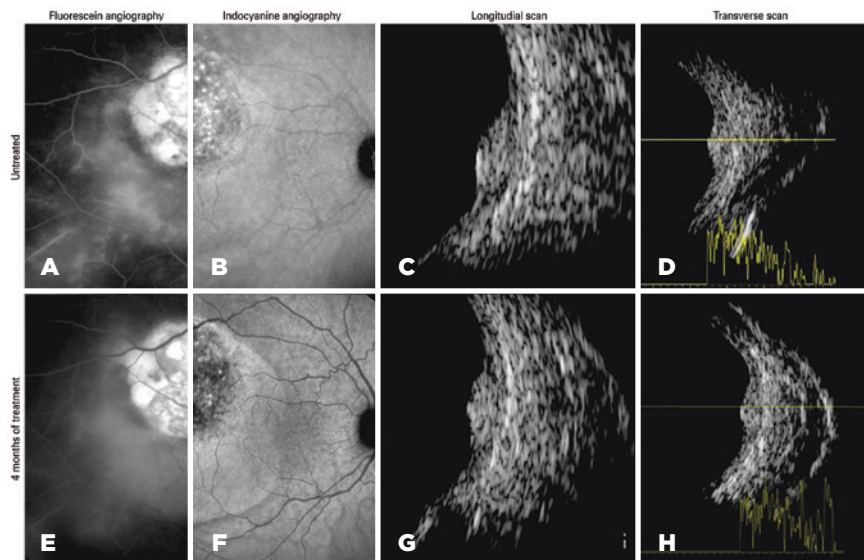 Fluorescein angiography
Indocyanine angiography
Longitudial scan
Transverse scan
Untreated
A
B
C
D
4 months of treatment
E
F
G
H